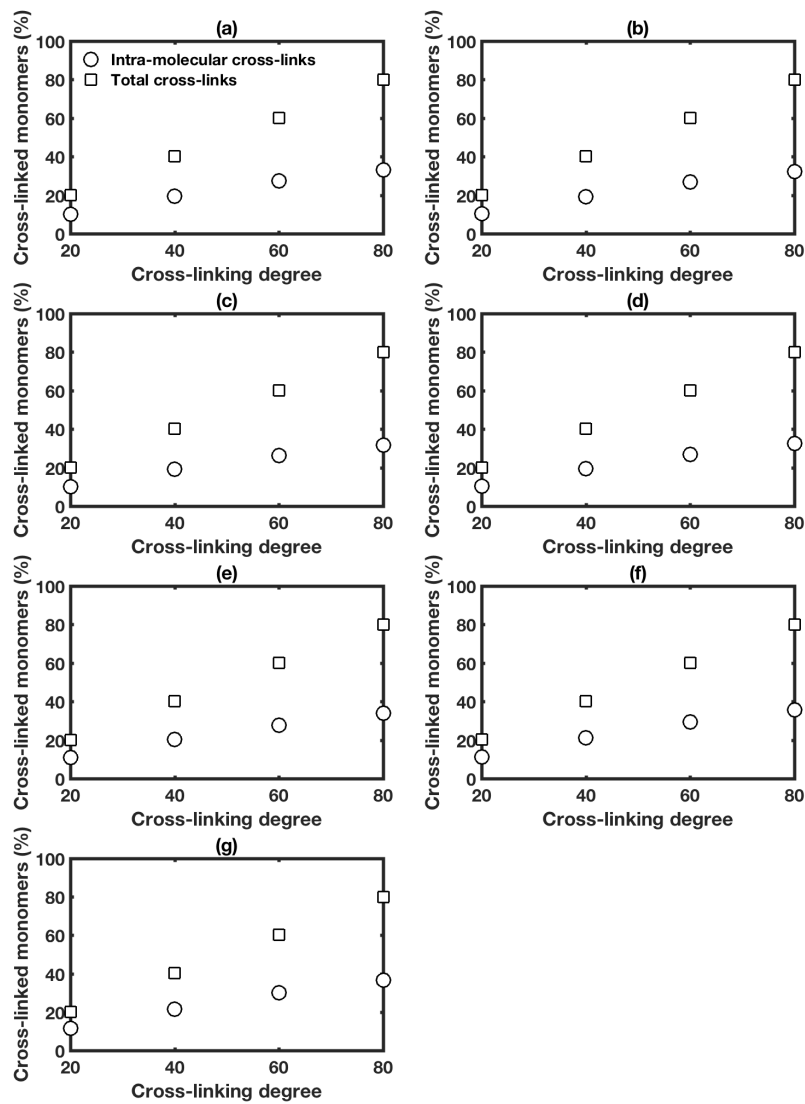 (a)
Cross-linked monomers (%)
100
80
60
40
20
0
Intra-molecular cross-links
Total cross-links
20 40 60 80
Cross-linking degree
(b)
Cross-linked monomers (%)
100
80
60
40
20
0
20 40 60 80
Cross-linking degree
(c)
Cross-linked monomers (%)
100
80
60
40
20
0
20 40 60 80
Cross-linking degree
(d)
Cross-linked monomers (%)
100
80
60
40
20
0
20 40 60 80
Cross-linking degree
(e)
Cross-linked monomers (%)
100
80
60
40
20
0
20 40 60 80
Cross-linking degree
(f)
Cross-linked monomers (%)
100
80
60
40
20
0
20 40 60 80
Cross-linking degree
(g)
Cross-linked monomers (%)
100
80
60
40
20
0
20 40 60 80
Cross-linking degree